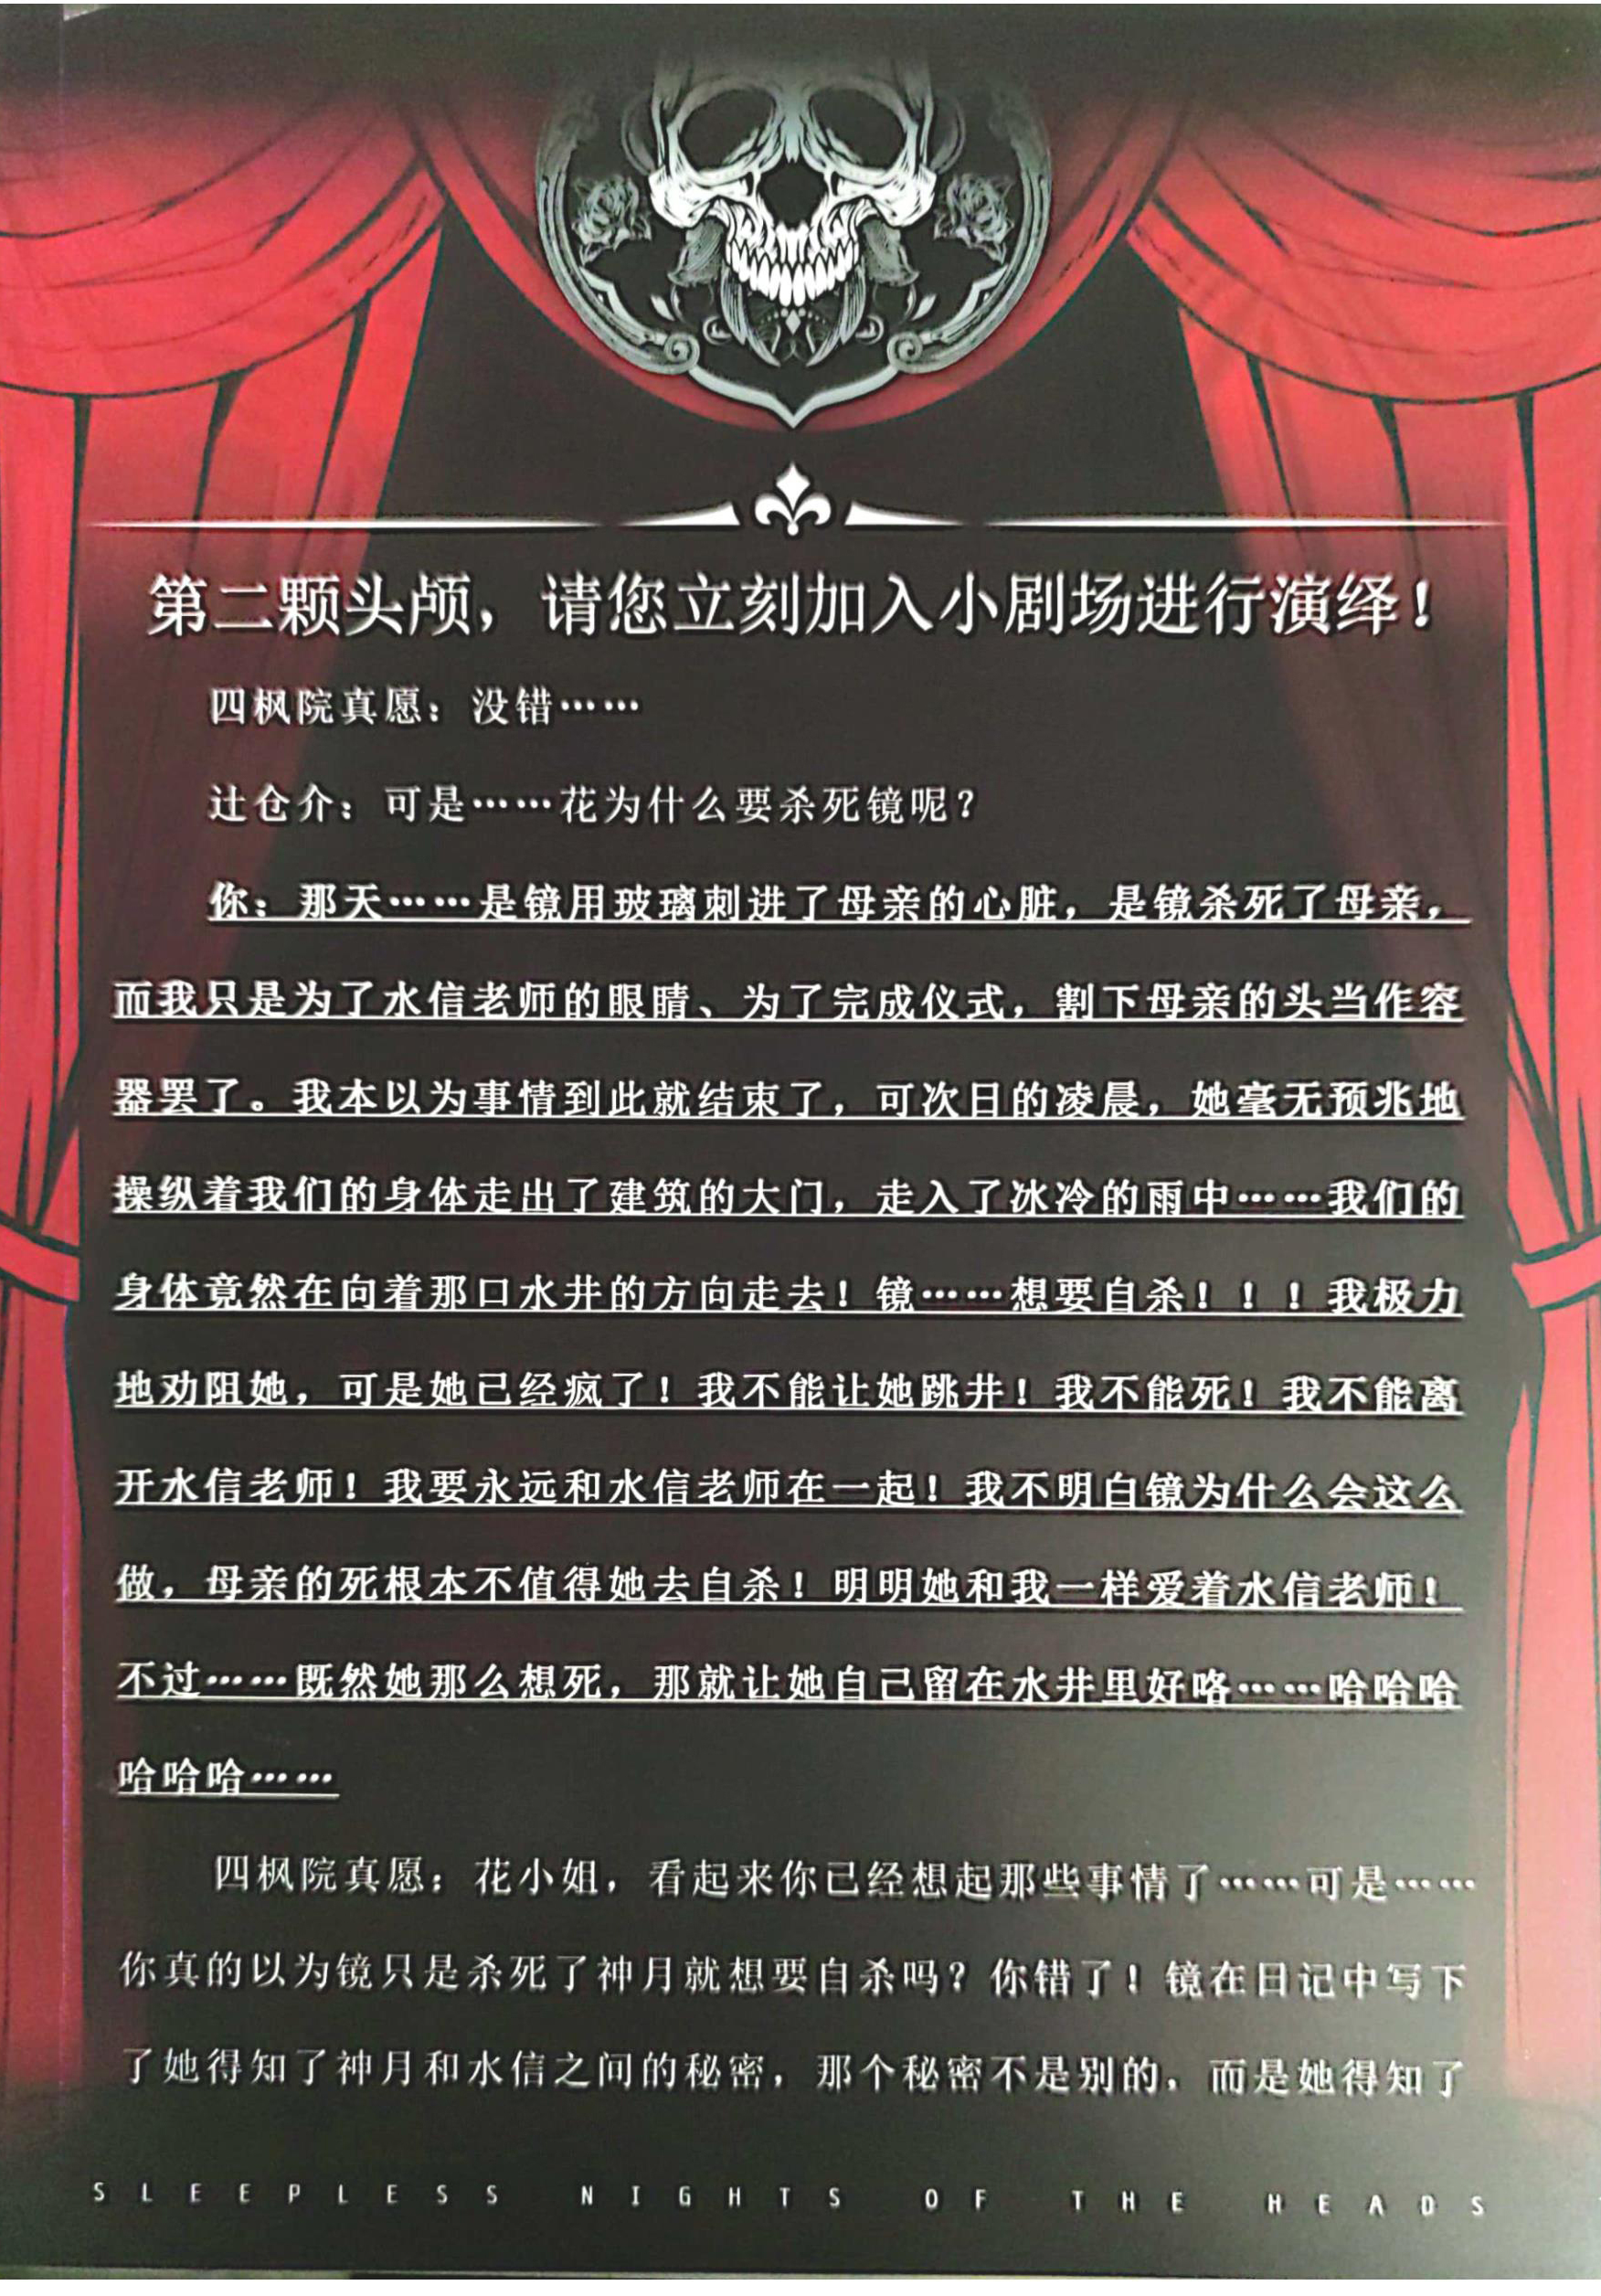 第二颗头颅，请您立刻加入小剧场进行演绎！
四枫院真愿：没错……
辻仓介：可是……花为什么要杀死镜呢？
你：那天……是镜用玻璃刺进了母亲的心脏，是镜杀死了母亲，
而我只是为了水信老师的眼睛、为了完成仪式，割下母亲的头当作容
器罢了。我本以为事情到此就结束了，可次日的凌晨，她毫无预兆地
操纵着我们的身体走出了建筑的大门，走入了冰冷的雨中……我们的
身体竟然在向着那口水井的方向走去！镜……想要自杀！！！我极力
地劝阻她，可是她已经疯了！我不能让她跳井！我不能死！我不能离
开水信老师！我要永远和水信老师在一起！我不明白镜为什么会这么
做，母亲的死根本不值得她去自杀！明明她和我一样爱着水信老师！
不过……既然她那么想死，那就让她自己留在水井里好咯……哈哈哈
哈哈哈……
四枫院真愿：花小姐，看起来你已经想起那些事情了……可是……
你真的以为镜只是杀死了神月就想要自杀吗？你错了！镜在日记中写下
了她得知了神月和水信之间的秘密，那个秘密不是别的，而是她得知了
SLEEPLESS NIGHTS OF THE HEADS